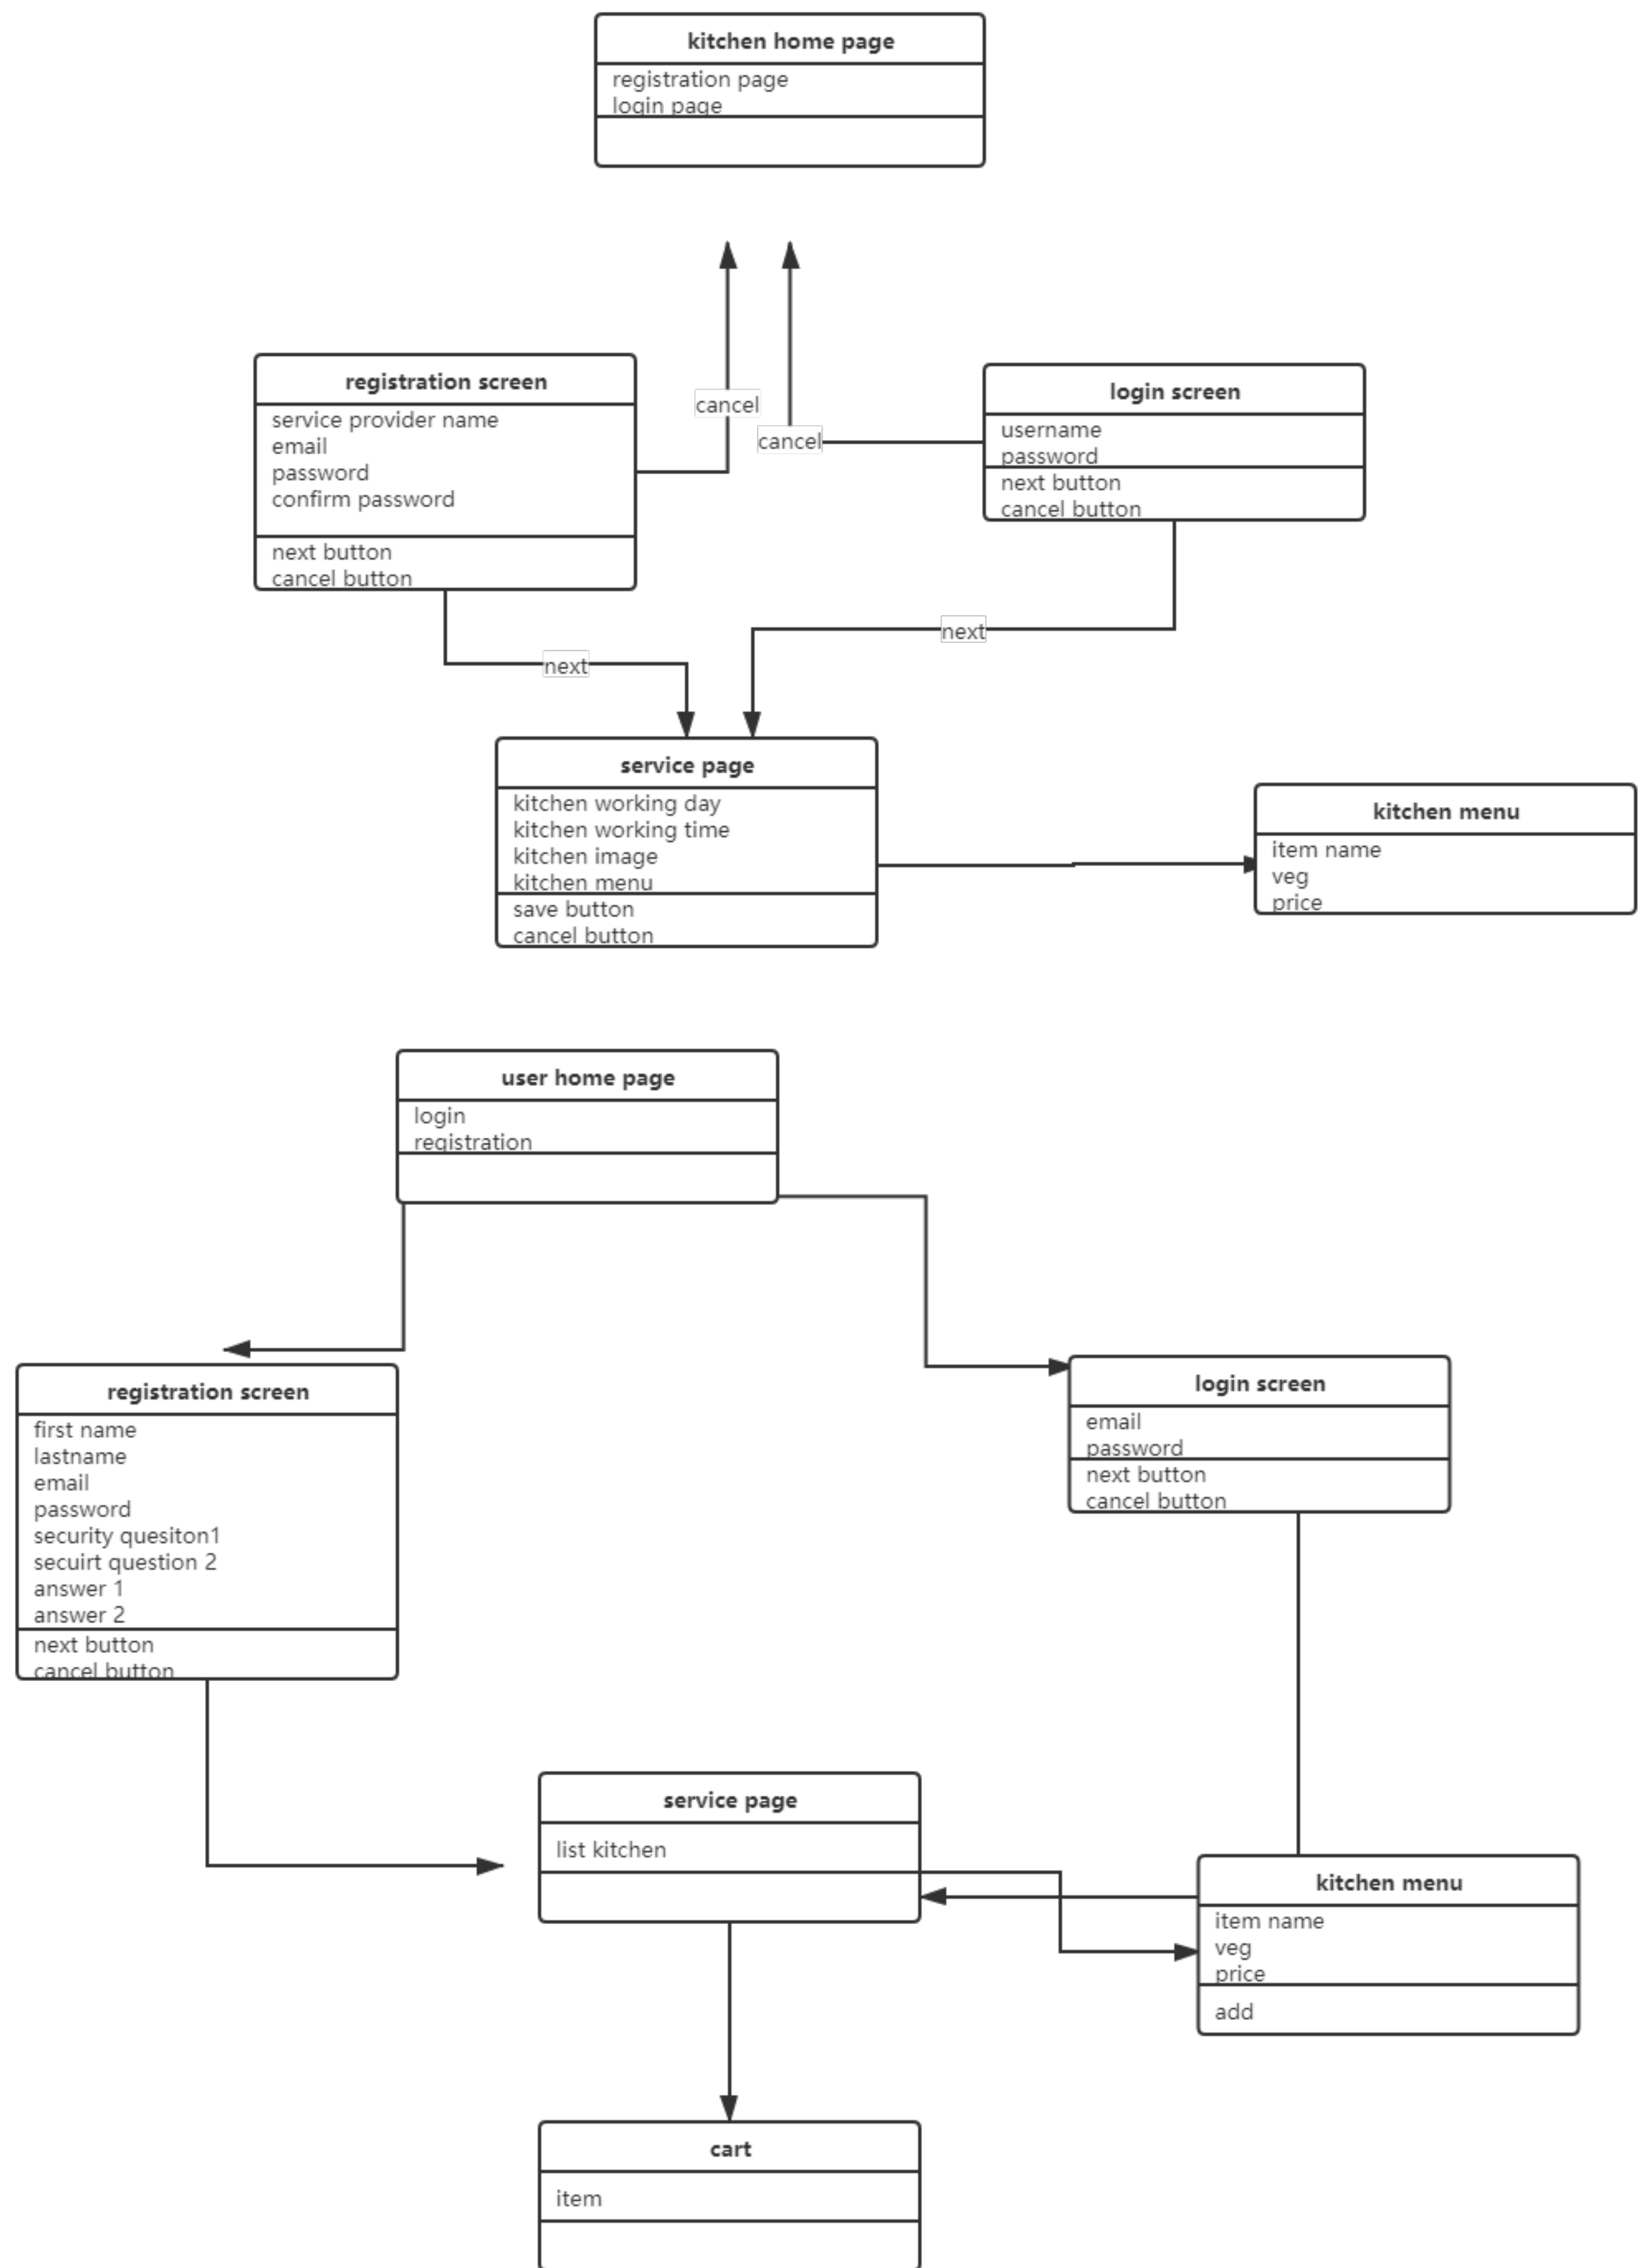 kitchen home page
registration page
login page
cancel
cancel
registration screen
service provider name
email
password
confirm password
next button
cancel button
login screen
username
password
next button
cancel button
next
next
service page
kitchen working day
kitchen working time
kitchen image
kitchen menu
save button
cancel button
kitchen menu
item name
veg
price
user home page
login
registration
registration screen
first name
lastname
email
password
security quesiton1
secuirt question 2
answer 1
answer 2
next button
cancel button
login screen
email
password
next button
cancel button
service page
list kitchen
kitchen menu
item name
veg
price
add
cart
item